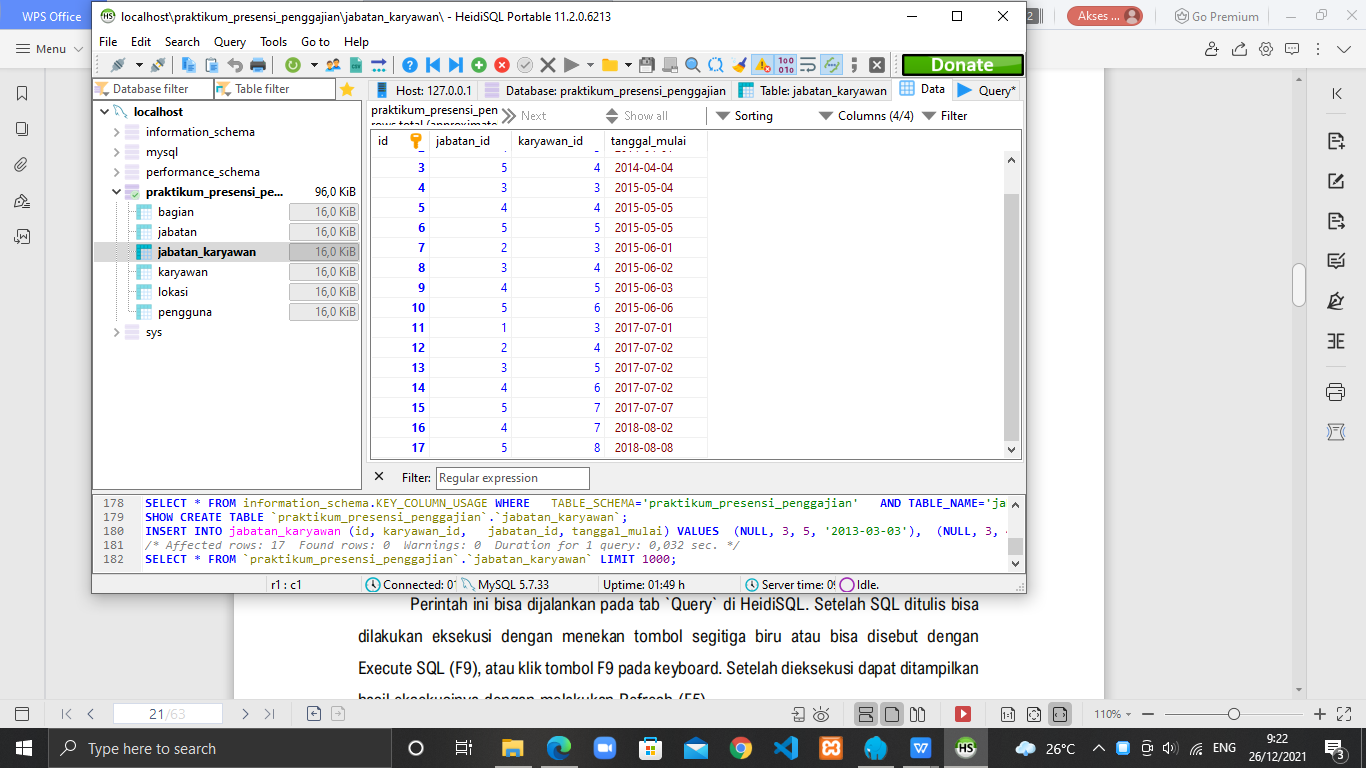 WPS Office
localhost\praktikum_presensi_penggajian\jabatan_karyawan\ - HeidiSQL Portable 11.2.0.6213
2
Akses ...
Go Premium
Menu
File Edit Search Query Tools Go to Help
Donate
Database filter
Table filter
Host: 127.0.0.1
Database: praktikum_presensi_penggajian
Table: jabatan_karyawan
Data
Query*
praktikum_presensi_pen
Next
Show all
Sorting
Columns (4/4)
Filter
localhost
information_schema
mysql
performance_schema
praktikum_presensi_pe... 96,0 KiB
bagian 16,0 KiB
jabatan 16,0 KiB
jabatan_karyawan 16,0 KiB
karyawan 16,0 KiB
lokasi 16,0 KiB
pengguna 16,0 KiB
sys
id jabatan_id karyawan_id tanggal_mulai
3 5 4 2014-04-04
4 3 3 2015-05-04
5 4 4 2015-05-05
6 5 5 2015-05-05
7 2 3 2015-06-01
8 3 4 2015-06-02
9 4 5 2015-06-03
10 5 6 2015-06-06
11 1 3 2017-07-01
12 2 4 2017-07-02
13 3 5 2017-07-02
14 4 6 2017-07-02
15 5 7 2017-07-07
16 4 7 2018-08-02
17 5 8 2018-08-08
Filter: Regular expression
178 SELECT * FROM information_schema.KEY_COLUMN_USAGE WHERE TABLE_SCHEMA='praktikum_presensi_penggajian' AND TABLE_NAME='ja
179 SHOW CREATE TABLE `praktikum_presensi_penggajian`.`jabatan_karyawan`;
180 INSERT INTO jabatan_karyawan (id, karyawan_id, jabatan_id, tanggal_mulai) VALUES (NULL, 3, 5, '2013-03-03'), (NULL, 3,
181 /* Affected rows: 17 Found rows: 0 Warnings: 0 Duration for 1 query: 0,032 sec. */
182 SELECT * FROM `praktikum_presensi_penggajian`.`jabatan_karyawan` LIMIT 1000;
r1 : c1
Connected: 0
MySQL 5.7.33
Uptime: 01:49 h
Server time: 0
Idle.
Perintah ini bisa dijalankan pada tab `Query` di HeidiSQL. Setelah SQL ditulis bisa
dilakukan eksekusi dengan menekan tombol segitiga biru atau bisa disebut dengan
Execute SQL (F9), atau klik tombol F9 pada keyboard. Setelah dieksekusi dapat ditampilkan
hasil eksekusinya dengan melakukan Refresh (F5)
21/63
110%
Type here to search
26°C
ENG
9:22
26/12/2021
3